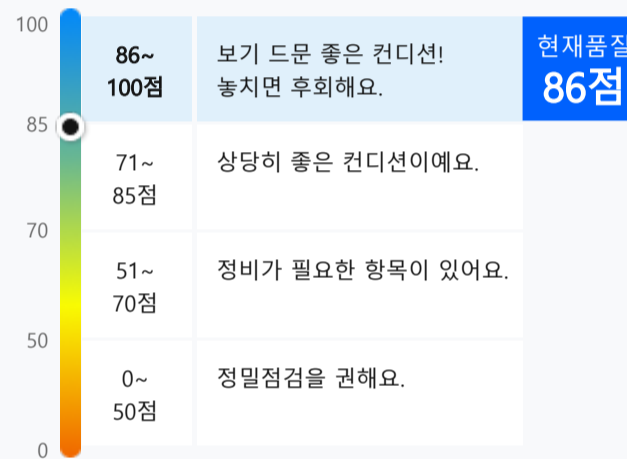 100
86~
100점
보기 드문 좋은 컨디션!
놓치면 후회해요.
현재품질
86점
85
71~
85점
상당히 좋은 컨디션이예요.
70
51~
70점
정비가 필요한 항목이 있어요.
50
0~
50점
정밀점검을 권해요.
0